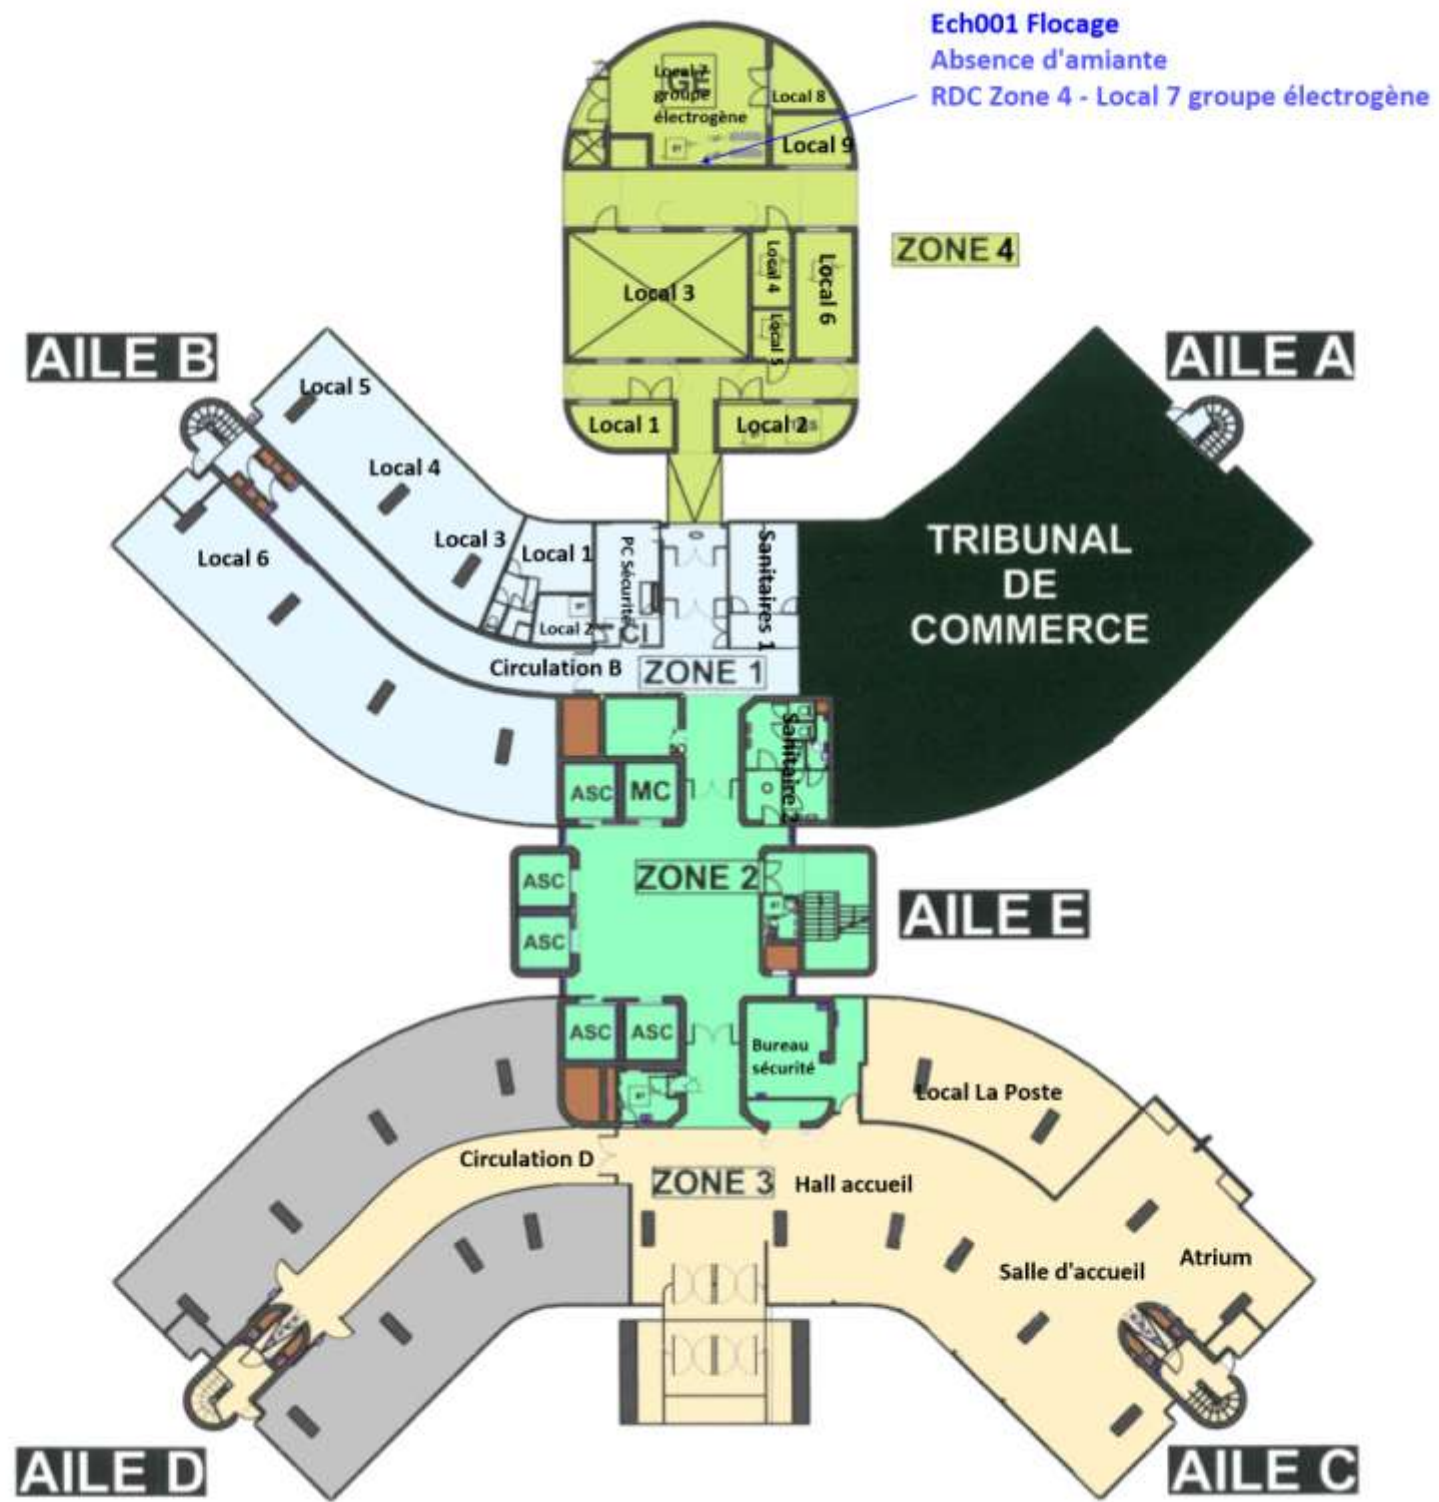 Ech001 Flocage
Absence d'amiante
RDC Zone 4 - Local 7 groupe électrogène
GE
Local 7
groupe
électrogène
Local 8
Local 9
ZONE 4
Local 3
Local 4
Local 5
Local 6
Local 1
Local 2
AILE B
AILE A
Local 5
Local 4
Local 3
Local 6
Local 1
Local 2
PC Sécurité
Sanitaires 1
TRIBUNAL
DE
COMMERCE
Circulation B
ZONE 1
Sanitaire 2
ASC
MC
ASC
ZONE 2
ASC
AILE E
ASC
ASC
Bureau
sécurité
Local La Poste
Circulation D
ZONE 3
Hall accueil
Salle d'accueil
Atrium
AILE D
AILE C